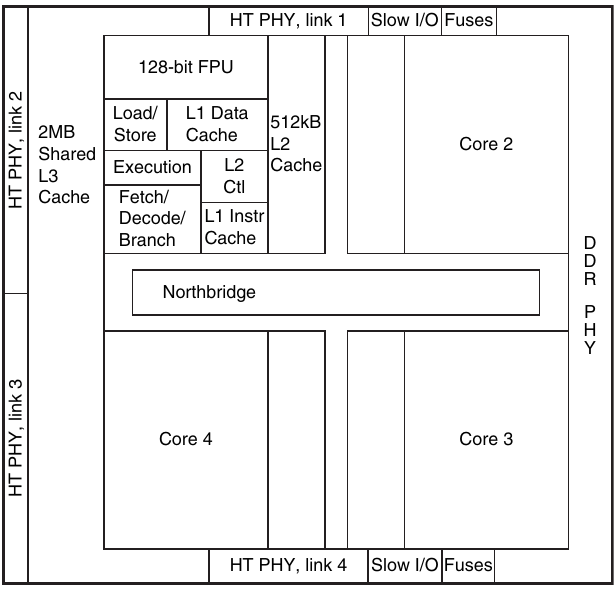 HT PHY, link 1
Slow I/O
Fuses
HT PHY, link 2
2MB
Shared
L3
Cache
128-bit FPU
Load/
Store
L1 Data
Cache
Execution
L2
Ctl
Fetch/
Decode/
Branch
L1 Instr
Cache
512kB
L2
Cache
Core 2
Northbridge
DDR PHY
HT PHY, link 3
Core 4
Core 3
HT PHY, link 4
Slow I/O
Fuses